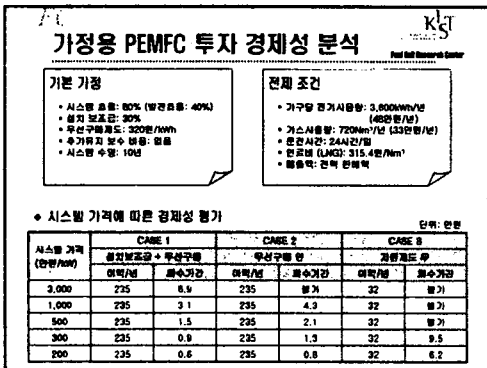 KIST
가정용 PEMFC 투자 경제성 분석
Fuel Cell Research Center
기본 가정
• 시스템 효율: 80% (발전효율: 40%)
• 설치 보조금: 30%
• 우선구매제도: 320원/kWh
• 추가유지 보수 비용: 없음
• 시스템 수명: 10년
전제 조건
• 가구당 전기사용량: 3,600kWh/년
(48만원/년)
• 가스사용량: 720Nm³/년 (33만원/년)
• 운전시간: 24시간/일
• 연료비 (LNG): 315.4원/Nm³
• 배출열: 전력 판매
◆ 시스템 가격에 따른 경제성 평가
단위: 만원
시스템 가격 (만원/kW)
CASE 1 CASE 2 CASE 3
설치보조금 + 우선구매 우선구매 만 지원제도 무
이익/년 회수기간 이익/년 회수기간 이익/년 회수기간
3,000 235 8.9 235 불가 32 불가
1,000 235 3.1 235 4.3 32 불가
500 235 1.5 235 2.1 32 불가
300 235 0.9 235 1.3 32 9.5
200 235 0.6 235 0.8 32 6.2